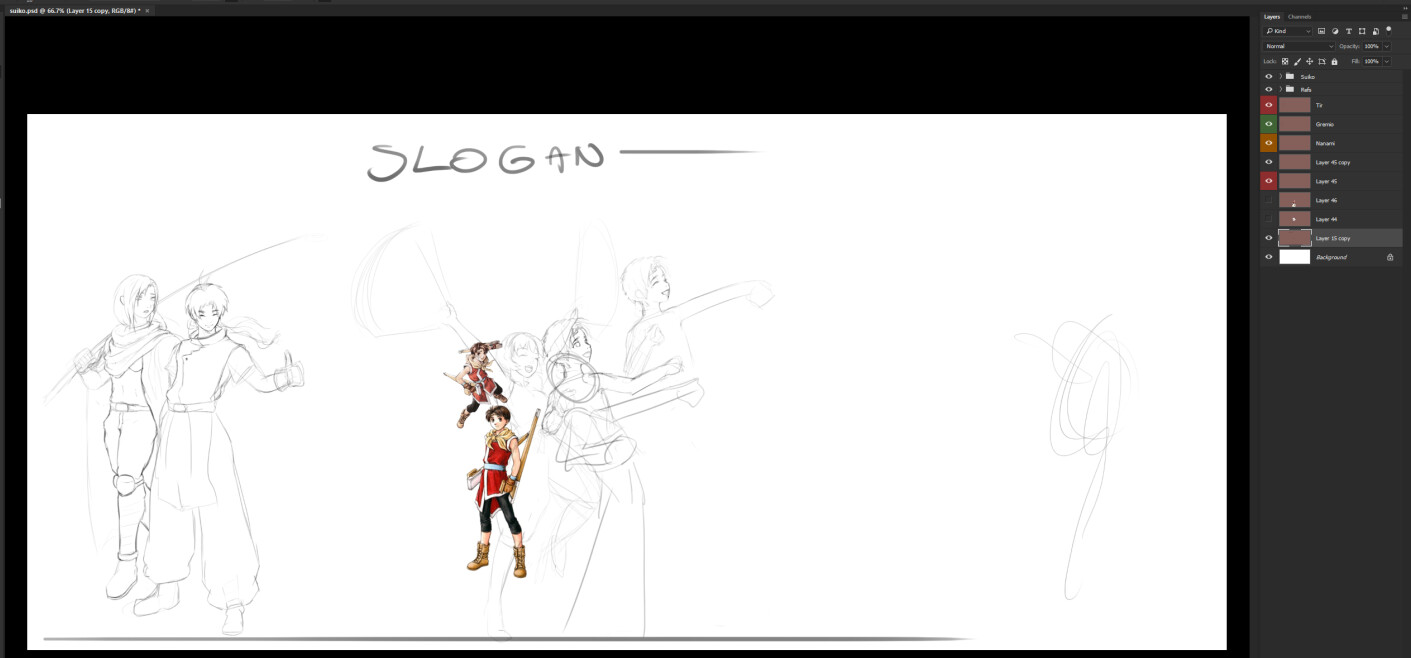 suiko.psd @ 66.7% (Layer 15 copy, RGB/8#) *
Layers Channels
Kind
Normal Opacity: 100%
Lock: Fill: 100%
Suiko
Refs
Tir
Gremio
Nanami
Layer 45 copy
Layer 45
Layer 46
Layer 44
Layer 15 copy
Background
SLOGAN